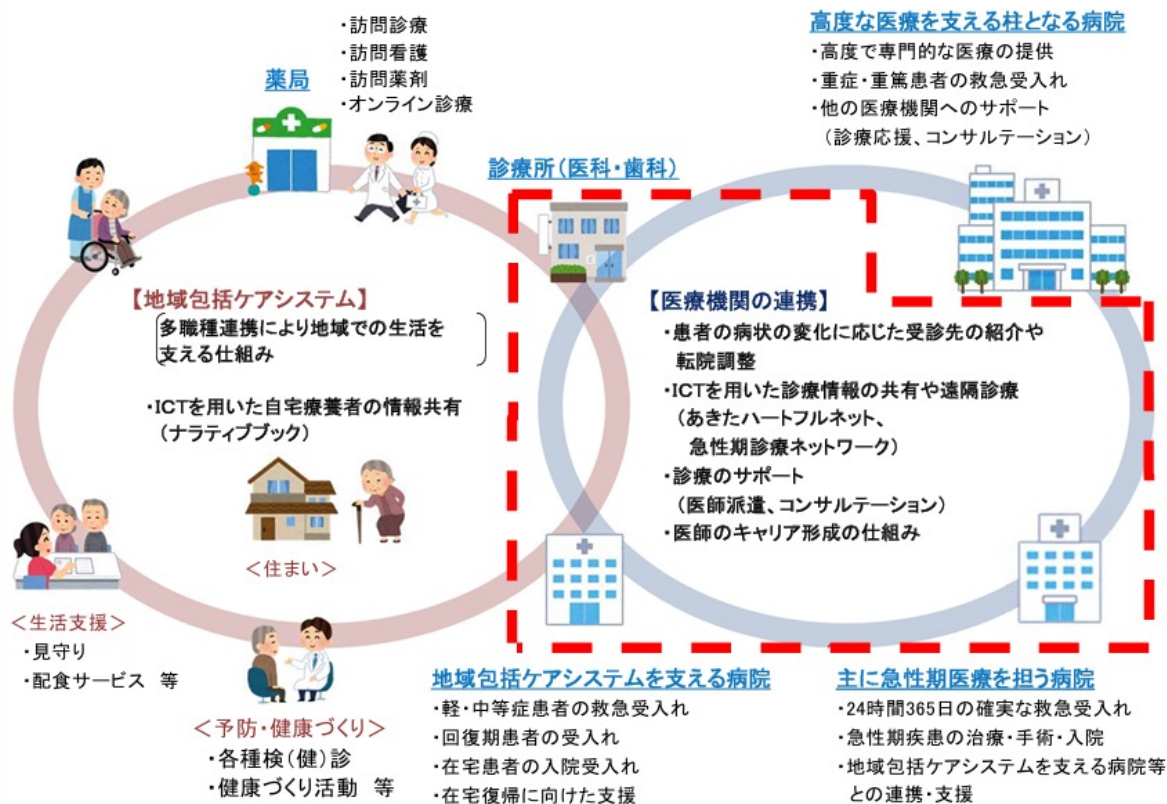 ・訪問診療
・訪問看護
・訪問薬剤
・オンライン診療
薬局
高度な医療を支える柱となる病院
・高度で専門的な医療の提供
・重症・重篤患者の救急受入れ
・他の医療機関へのサポート
（診療応援、コンサルテーション）
診療所（医科・歯科）
【地域包括ケアシステム】
多職種連携により地域での生活を
支える仕組み
・ICTを用いた自宅療養者の情報共有
（ナラティブブック）
＜住まい＞
【医療機関の連携】
・患者の病状の変化に応じた受診先の紹介や
転院調整
・ICTを用いた診療情報の共有や遠隔診療
（あきたハートフルネット、
急性期診療ネットワーク）
・診療のサポート
（医師派遣、コンサルテーション）
・医師のキャリア形成の仕組み
＜生活支援＞
・見守り
・配食サービス 等
＜予防・健康づくり＞
・各種検（健）診
・健康づくり活動 等
地域包括ケアシステムを支える病院
・軽・中等症患者の救急受入れ
・回復期患者の受入れ
・在宅患者の入院受入れ
・在宅復帰に向けた支援
主に急性期医療を担う病院
・24時間365日の確実な救急受入れ
・急性期疾患の治療・手術・入院
・地域包括ケアシステムを支える病院等
との連携・支援